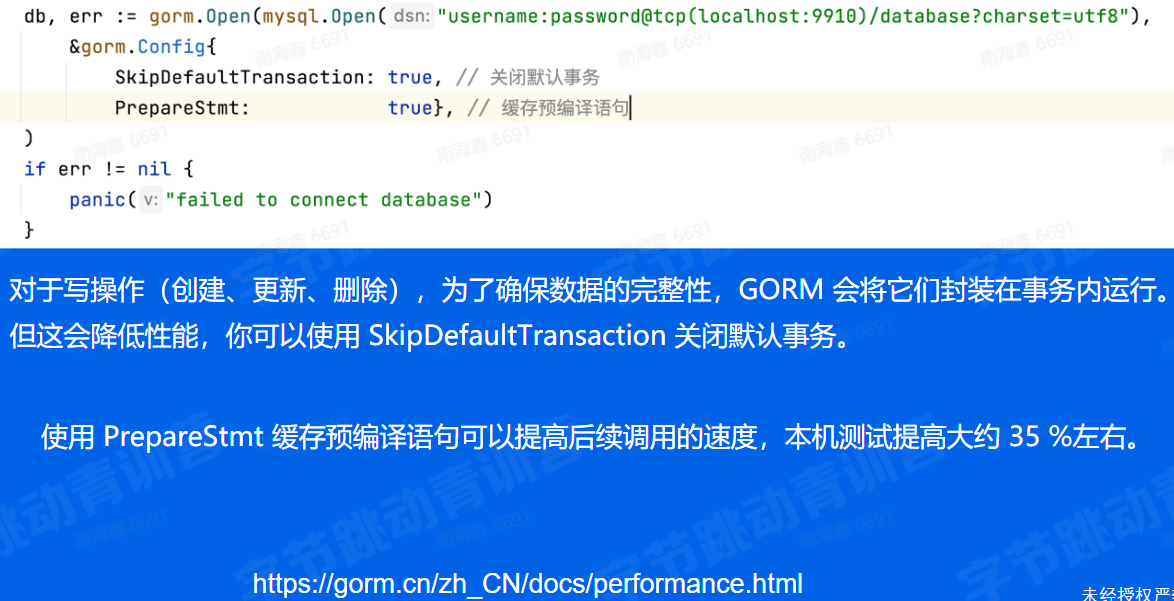 db, err := gorm.Open(mysql.Open( dsn: "username:password@tcp(localhost:9910)/database?charset=utf8"),
&gorm.Config{
SkipDefaultTransaction: true, // 关闭默认事务
PrepareStmt: true}, // 缓存预编译语句
)
if err != nil {
panic( v: "failed to connect database")
}
对于写操作（创建、更新、删除），为了确保数据的完整性，GORM 会将它们封装在事务内运行。
但这会降低性能，你可以使用 SkipDefaultTransaction 关闭默认事务。
使用 PrepareStmt 缓存预编译语句可以提高后续调用的速度，本机测试提高大约 35 %左右。
https://gorm.cn/zh_CN/docs/performance.html
未经授权严
南海鑫 6691
字节跳动青训营